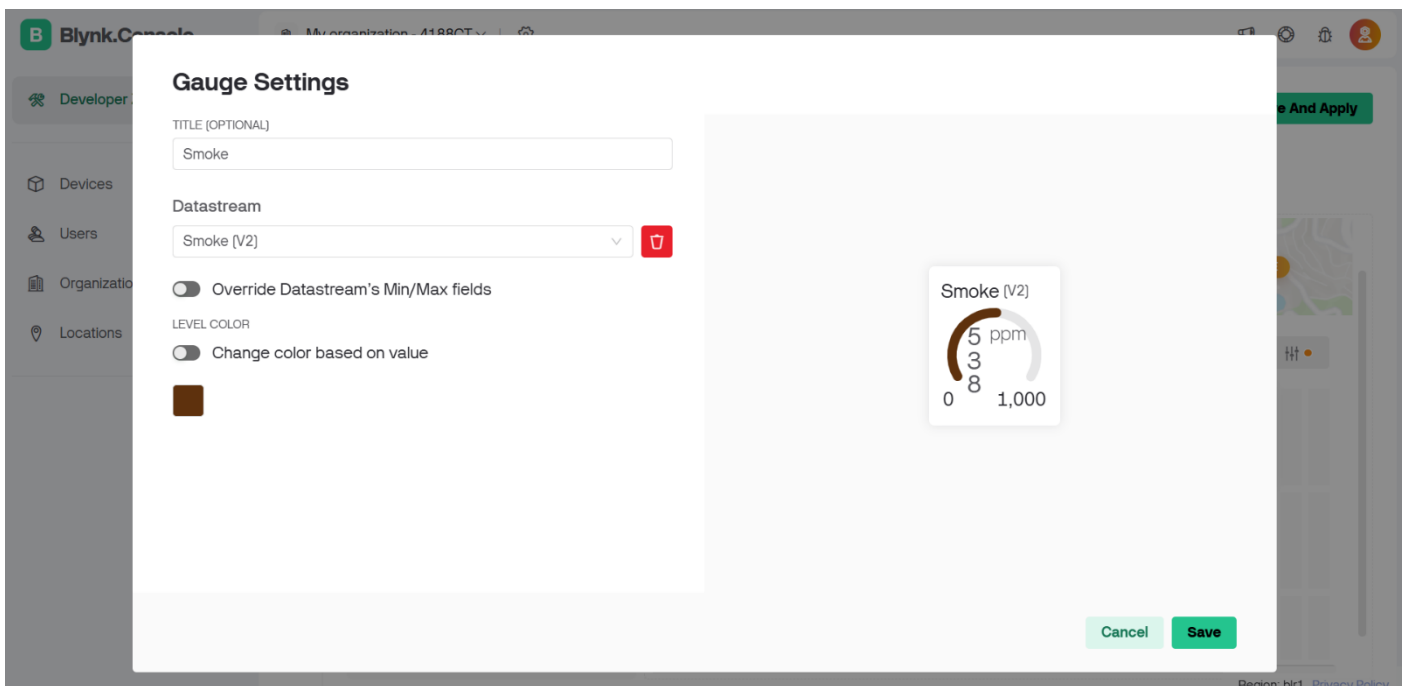 B Blynk.Console
My organization - 4188CT
Gauge Settings
Developer
e And Apply
TITLE (OPTIONAL)
Smoke
Devices
Datastream
Users
Smoke (V2)
Organizatio
Override Datastream's Min/Max fields
Smoke (V2)
LEVEL COLOR
Locations
Change color based on value
5 ppm
3
8
0 1,000
Cancel Save
Region: blr1 Privacy Policy